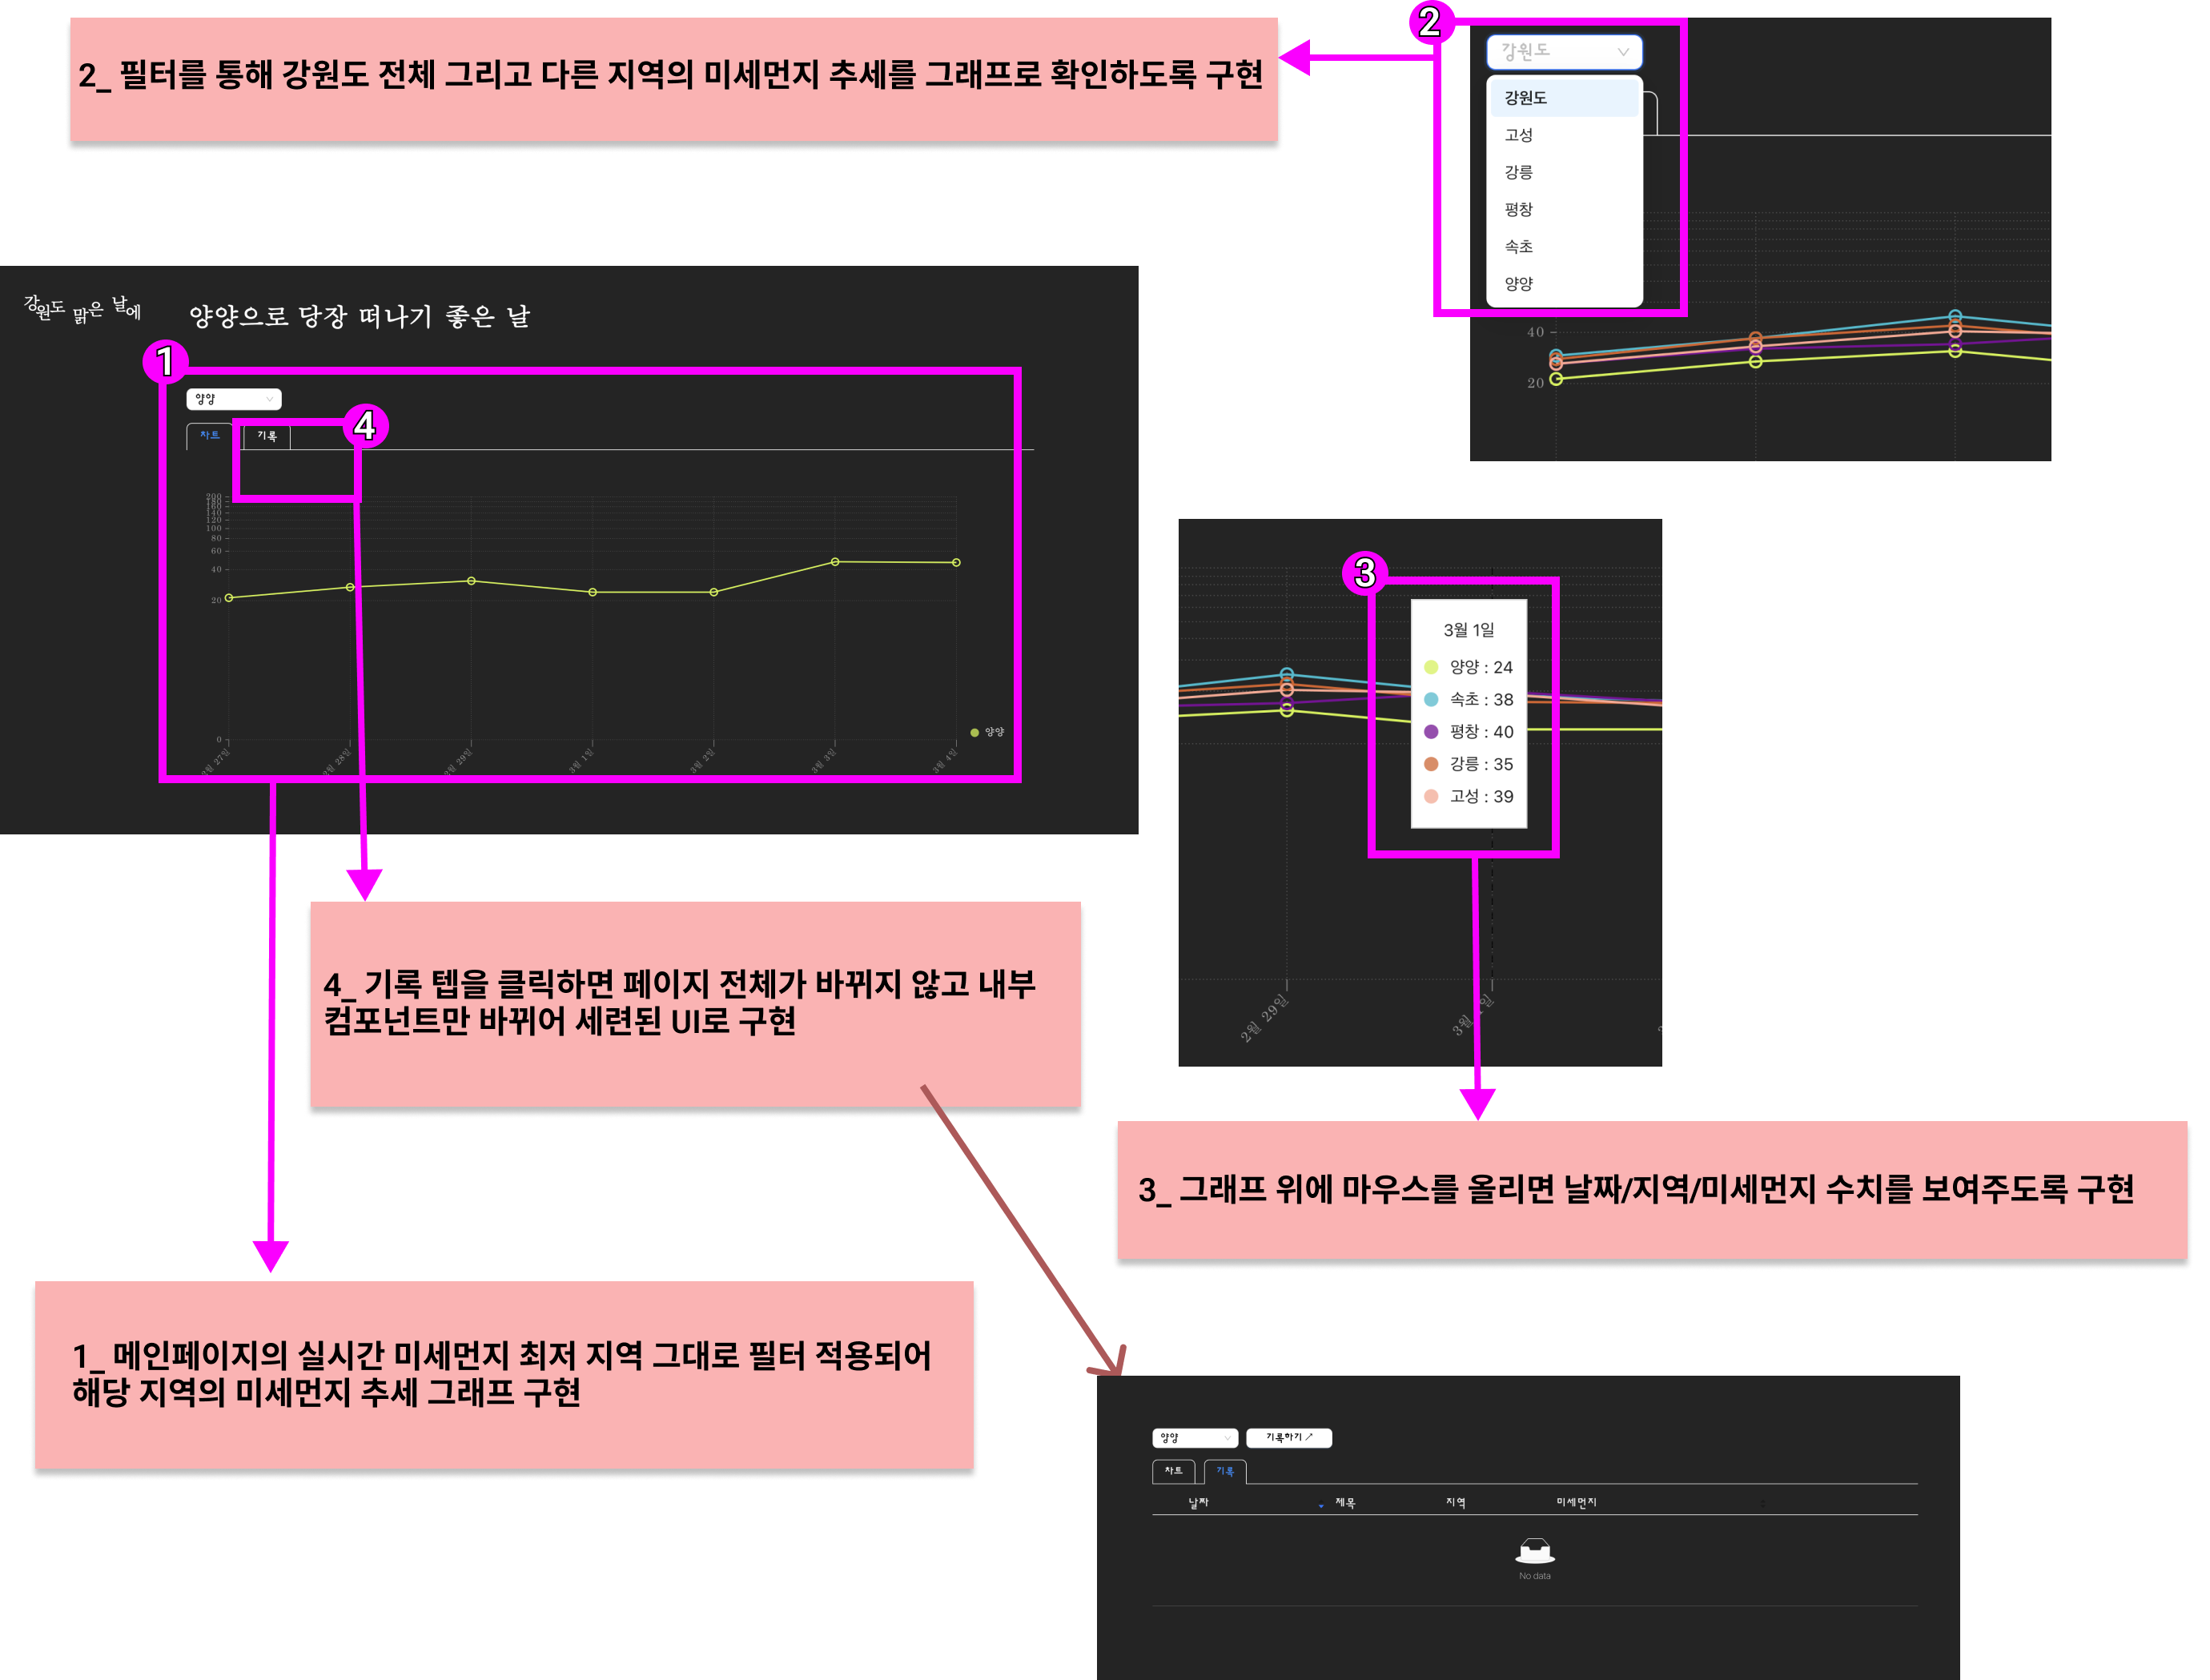 2_ 필터를 통해 강원도 전체 그리고 다른 지역의 미세먼지 추세를 그래프로 확인하도록 구현
2
강원도
강원도
고성
강릉
평창
속초
양양
40
20
강원도 맑은 날에
양양으로 당장 떠나기 좋은 날
1
양양
4
차트
기록
200
180
160
140
120
100
80
60
40
20
0
2월 27일
2월 28일
2월 29일
3월 1일
3월 2일
3월 3일
3월 4일
양양
3
3월 1일
양양 : 24
속초 : 38
평창 : 40
강릉 : 35
고성 : 39
2월 29일
3월 1일
4_ 기록 텝을 클릭하면 페이지 전체가 바뀌지 않고 내부
컴포넌트만 바뀌어 세련된 UI로 구현
3_ 그래프 위에 마우스를 올리면 날짜/지역/미세먼지 수치를 보여주도록 구현
1_ 메인페이지의 실시간 미세먼지 최저 지역 그대로 필터 적용되어
해당 지역의 미세먼지 추세 그래프 구현
양양
기록하기 ↗
차트
기록
날짜 제목 지역 미세먼지
No data